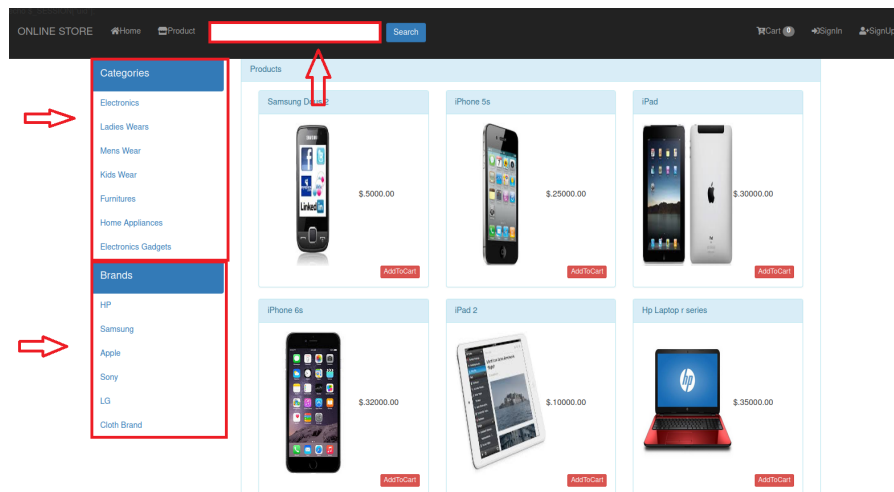 ONLINE STORE Home Product Search Cart 0 SignIn SignUp
Categories
Electronics
Ladies Wears
Mens Wear
Kids Wear
Furnitures
Home Appliances
Electronics Gadgets
Brands
HP
Samsung
Apple
Sony
LG
Cloth Brand
Products
Samsung 2
$.5000.00
AddToCart
iPhone 5s
$.25000.00
AddToCart
iPad
$.30000.00
AddToCart
iPhone 6s
$.32000.00
AddToCart
iPad 2
$.10000.00
AddToCart
Hp Laptop r series
hp
$.35000.00
AddToCart